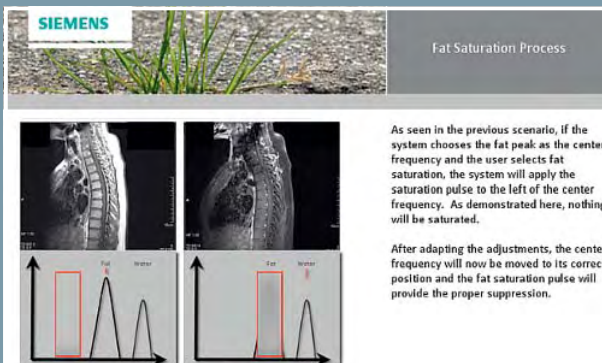 SIEMENS
Fat Saturation Process
As seen in the previous scenario, if the
system chooses the fat peak as the center
frequency and the user selects fat
saturation, the system will apply the
saturation pulse to the left of the center
frequency. As demonstrated here, nothing
will be saturated.
After adapting the adjustments, the center
frequency will now be moved to its correct
position and the fat saturation pulse will
provide the proper suppression.
Fat Water
Fat Water